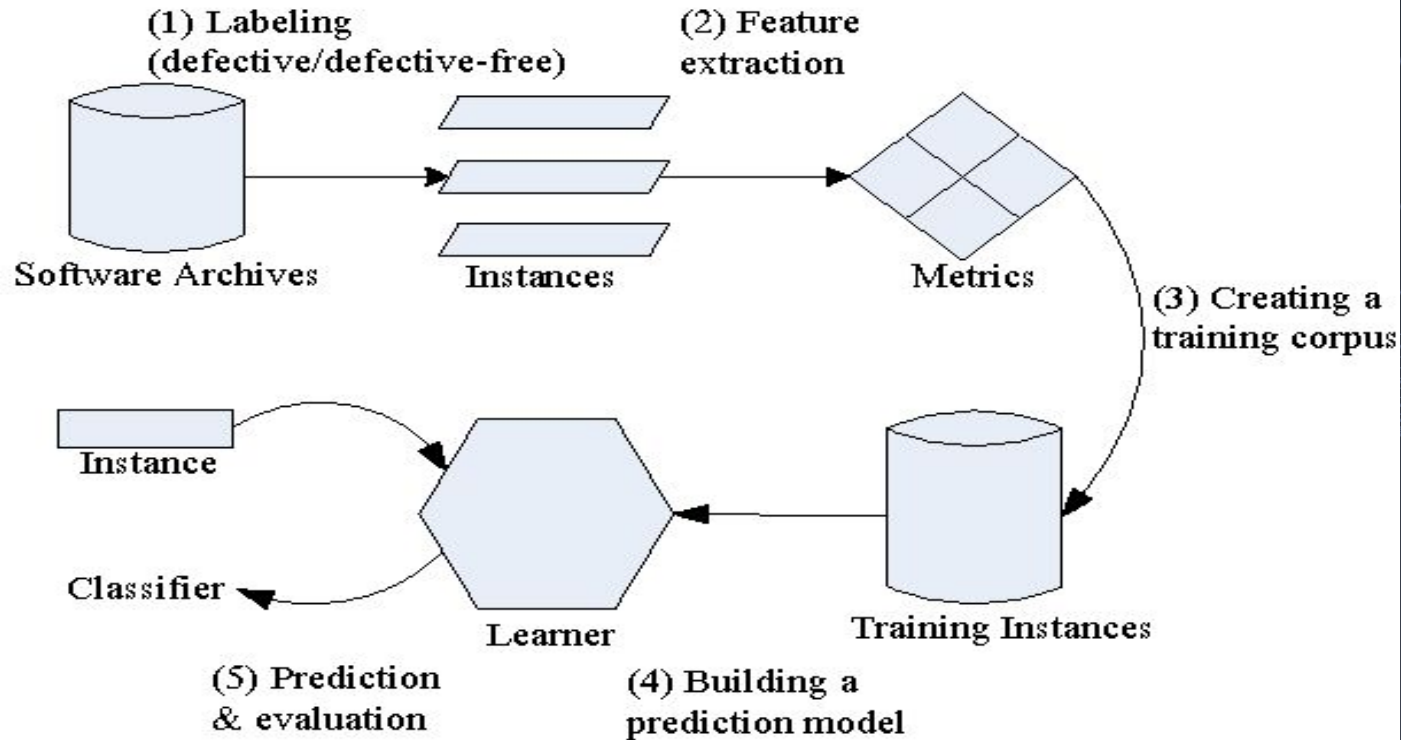 (1) Labeling
(defective/defective-free)
(2) Feature
extraction
Software Archives
Instances
Metrics
(3) Creating a
training corpus
Instance
Classifier
Learner
Training Instances
(5) Prediction
& evaluation
(4) Building a
prediction model